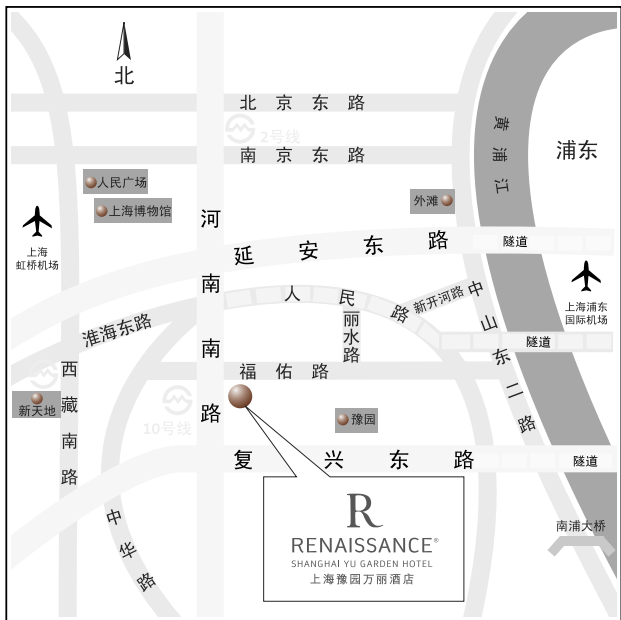 北
北京东路
2号线
南京东路
黄浦江
浦东
人民广场
上海博物馆
外滩
河南南路
延安东路
隧道
上海
虹桥机场
上海浦东
国际机场
人民路
新开河路
中山东二路
丽水路
淮海东路
隧道
西藏南路
福佑路
新天地
10号线
豫园
复兴东路
隧道
中华路
南浦大桥
R
RENAISSANCE®
SHANGHAI YU GARDEN HOTEL
上海豫园万丽酒店